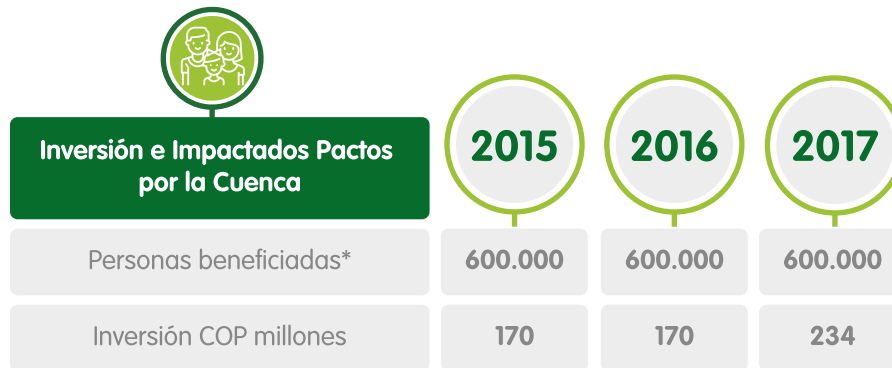 Inversión e Impactados Pactos
por la Cuenca
2015
2016
2017
Personas beneficiadas*
600.000
600.000
600.000
Inversión COP millones
170
170
234